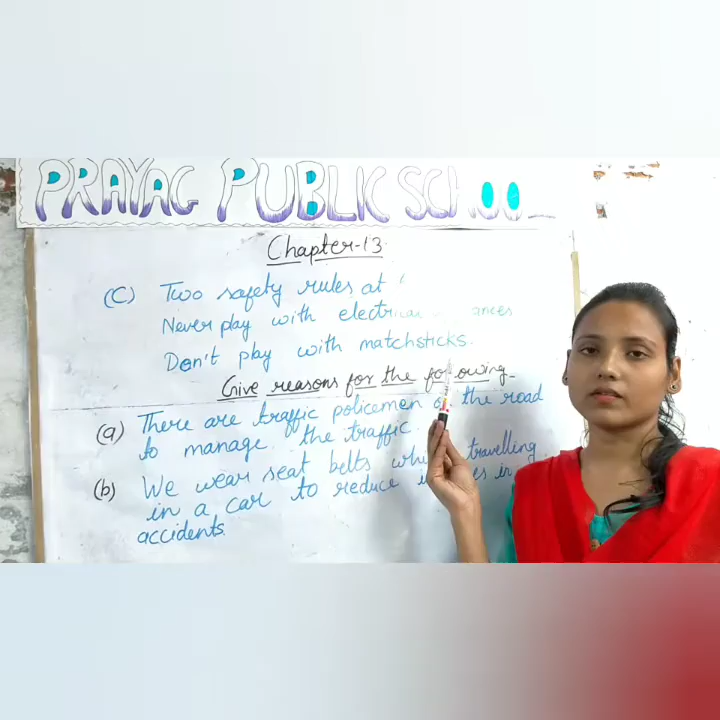 PRAYAG PUBLIC
Chapter-13
(C) Two safety rules at
Never play with
Don't play with matchsticks.
Give reasons for the
(a) There are traffic policemen the road
to manage the traffic.
(b) We wear seat belts travelling
in a car to reduce in
accidents.